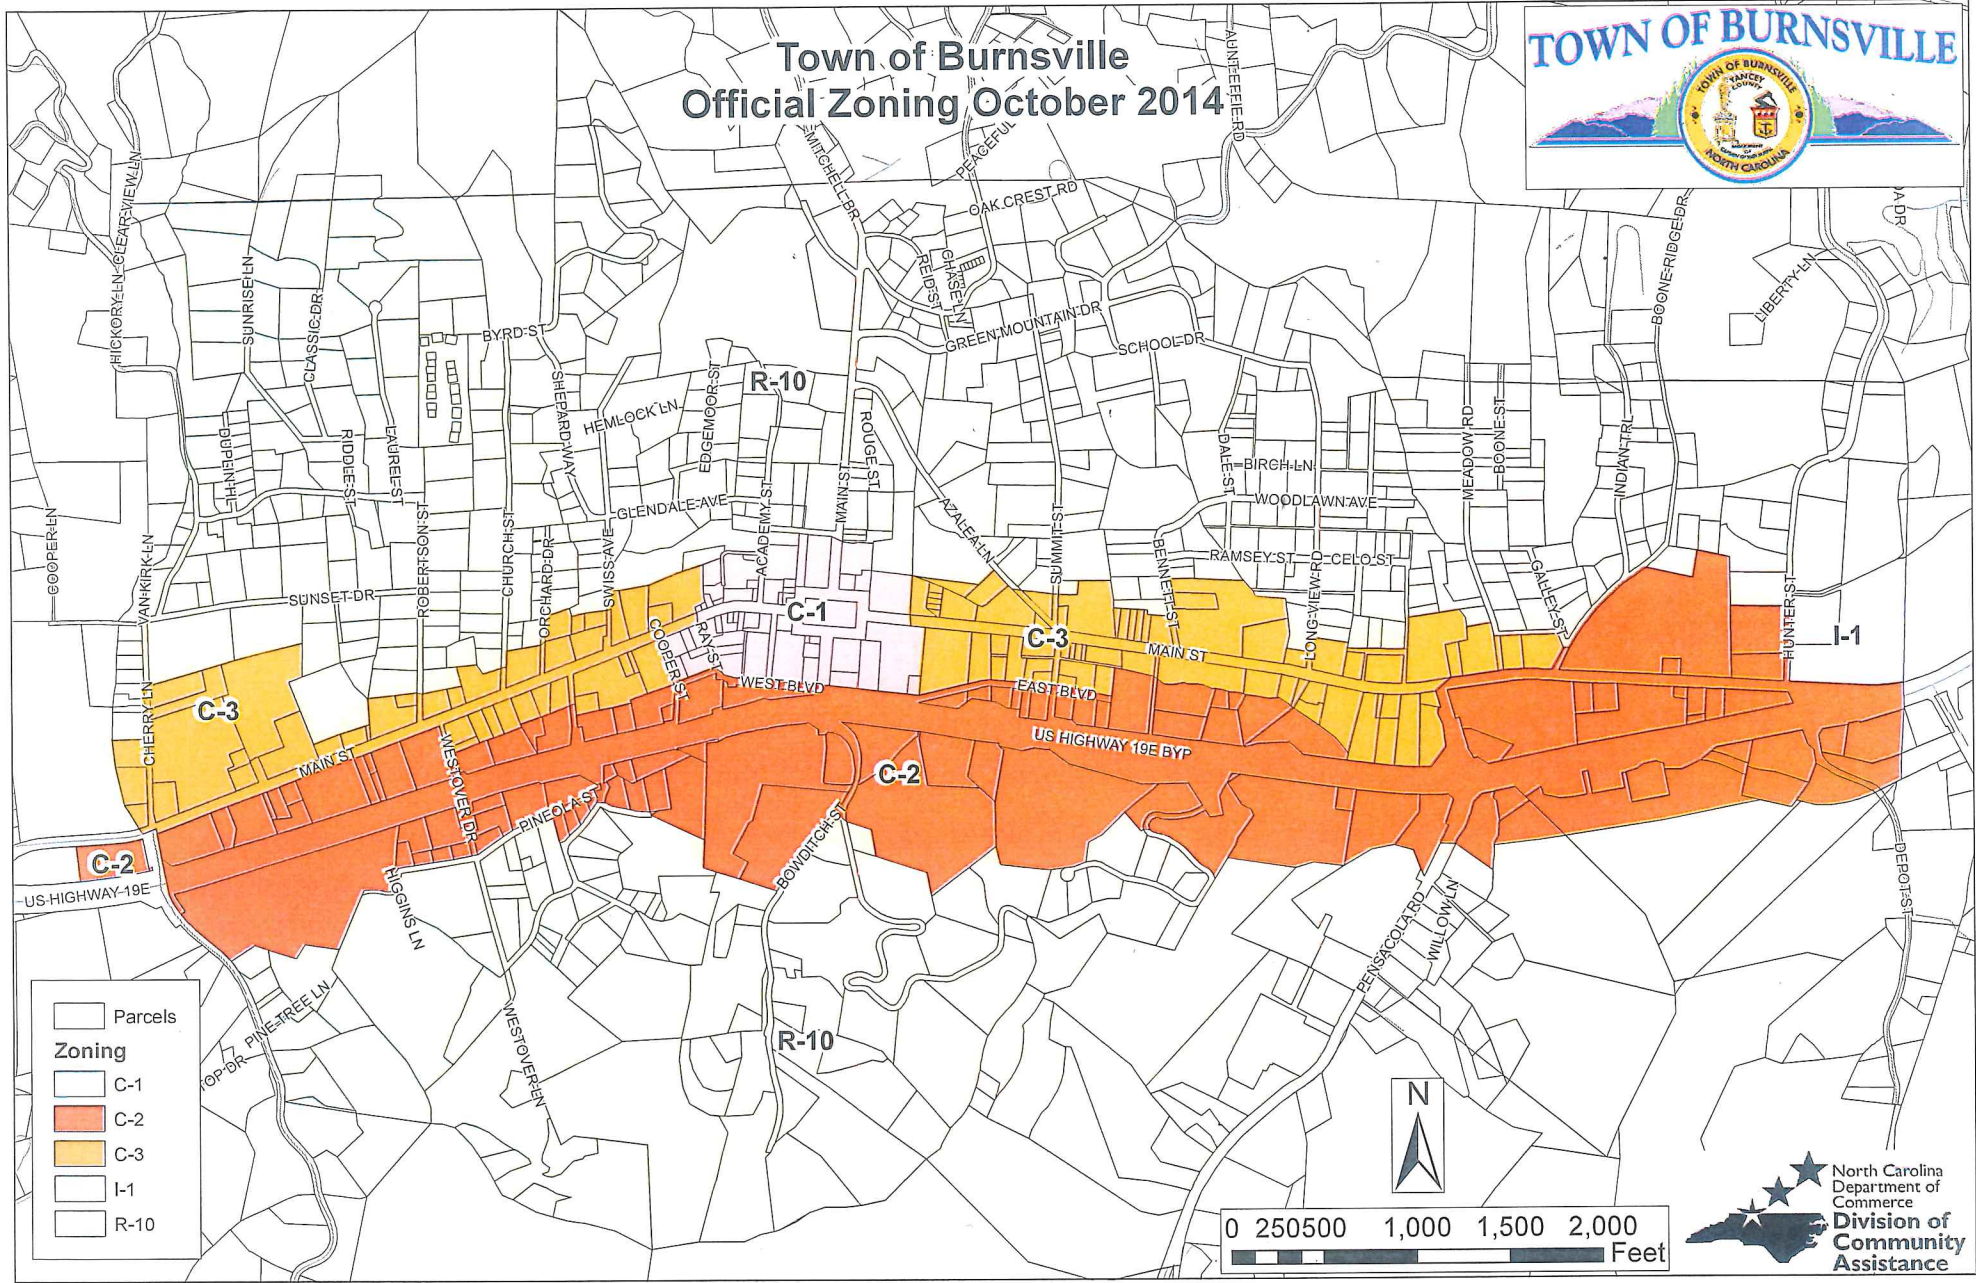 Town of Burnsville
Official Zoning October 2014
TOWN OF BURNSVILLE
TOWN OF BURNSVILLE
YANCEY
COUNTY
NORTH CAROLINA
AUNT EFFIE RD
MITCHELL BR
PEACEFUL
OAK CREST RD
REID ST
CHASE LN
GREEN MOUNTAIN DR
SCHOOL DR
BOONE RIDGE DR
LIBERTY LN
OA DR
CLEAR VIEW LN
HICKORY LN
SUNRISE LN
CLASSIC DR
BYRD ST
SHEPARD WAY
HEMLOCK LN
EDGEMOOR ST
R-10
ROUGE ST
MAIN ST
RIDDLE ST
LAUREL ST
ROBERTSON ST
CHURCH ST
ORCHARD DR
SWISS AVE
GLENDALE AVE
ACADEMY ST
AZALEA LN
SUMMIT ST
BENNETT ST
DALE ST
BIRCH LN
WOODLAWN AVE
RAMSEY ST
CELO ST
LONG VIEW RD
MEADOW RD
BOONE ST
INDIAN TRL
GALLEY ST
HUNTER ST
I-1
COOPER LN
VAN KIRK LN
SUNSET DR
CHERRY LN
C-3
MAIN ST
COOPER ST
RAY ST
C-1
WEST BLVD
C-3
MAIN ST
EAST BLVD
US HIGHWAY 19E BYP
C-2
WESTOVER DR
PINEOLA ST
BOWDITCH ST
C-2
US HIGHWAY 19E
HIGGINS LN
PENSACOLA RD
WILLOW LN
DEPOT ST
PINE TREE LN
TOP DR
WESTOVER LN
R-10
Parcels
Zoning
C-1
C-2
C-3
I-1
R-10
N
0 250500 1,000 1,500 2,000
Feet
North Carolina
Department of
Commerce
Division of
Community
Assistance